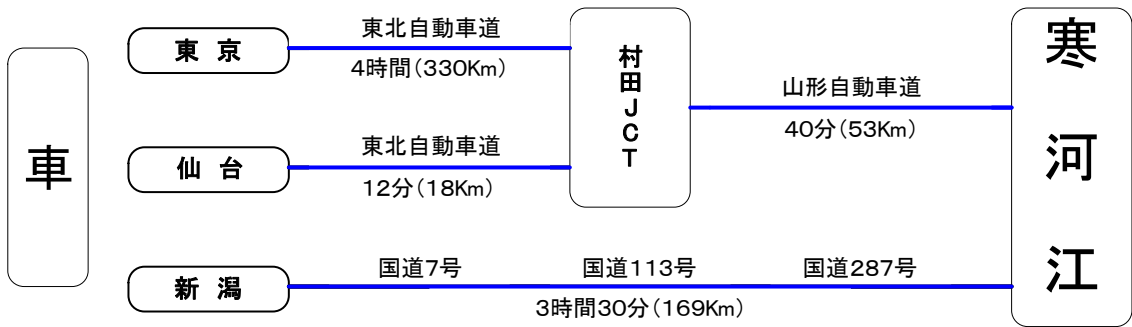 車
東 京
東北自動車道
4時間(330Km)
仙 台
東北自動車道
12分(18Km)
村田JCT
山形自動車道
40分(53Km)
新 潟
国道7号
国道113号
国道287号
3時間30分(169Km)
寒河江